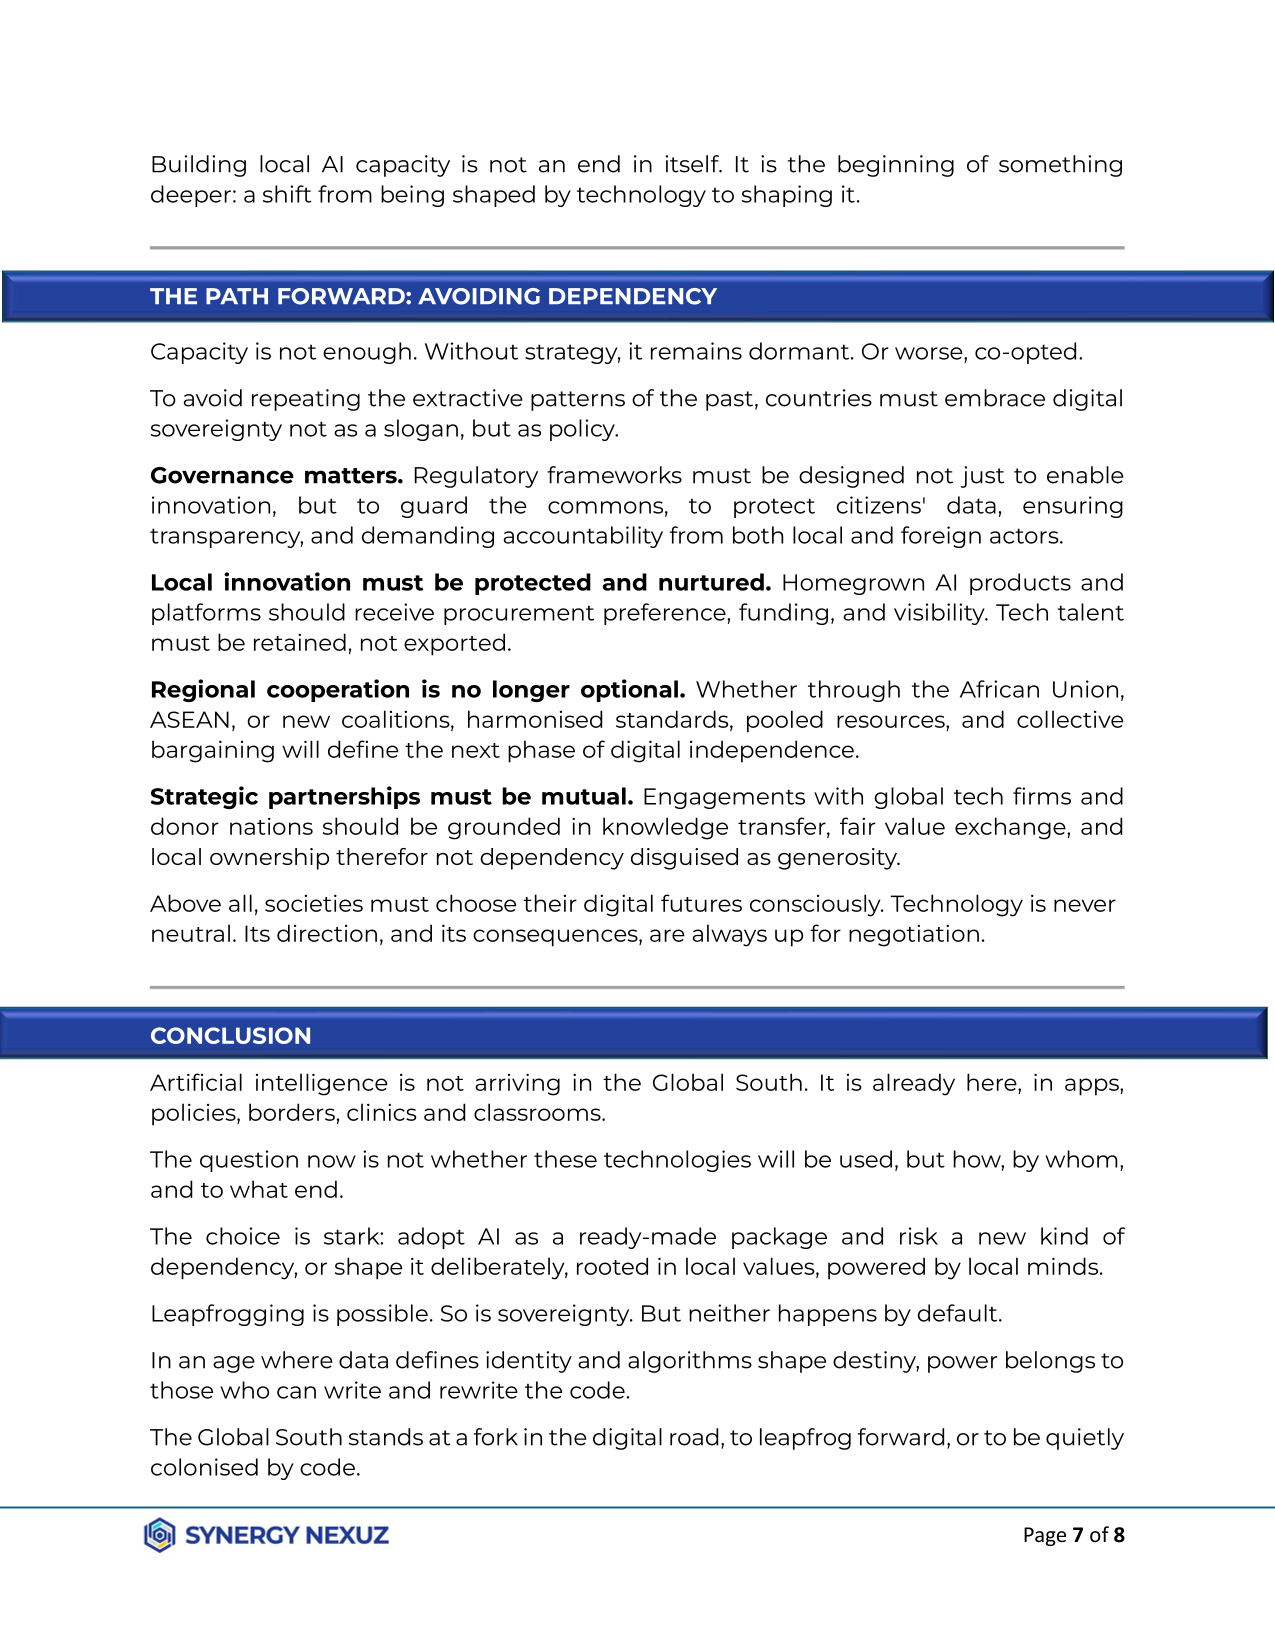 Building local AI capacity is not an end in itself. It is the beginning of something
deeper: a shift from being shaped by technology to shaping it.
THE PATH FORWARD: AVOIDING DEPENDENCY
Capacity is not enough. Without strategy, it remains dormant. Or worse, co-opted.
To avoid repeating the extractive patterns of the past, countries must embrace digital
sovereignty not as a slogan, but as policy.
Governance matters. Regulatory frameworks must be designed not just to enable
innovation, but to guard the commons, to protect citizens' data, ensuring
transparency, and demanding accountability from both local and foreign actors.
Local innovation must be protected and nurtured. Homegrown AI products and
platforms should receive procurement preference, funding, and visibility. Tech talent
must be retained, not exported.
Regional cooperation is no longer optional. Whether through the African Union,
ASEAN, or new coalitions, harmonised standards, pooled resources, and collective
bargaining will define the next phase of digital independence.
Strategic partnerships must be mutual. Engagements with global tech firms and
donor nations should be grounded in knowledge transfer, fair value exchange, and
local ownership therefor not dependency disguised as generosity.
Above all, societies must choose their digital futures consciously. Technology is never
neutral. Its direction, and its consequences, are always up for negotiation.
CONCLUSION
Artificial intelligence is not arriving in the Global South. It is already here, in apps,
policies, borders, clinics and classrooms.
The question now is not whether these technologies will be used, but how, by whom,
and to what end.
The choice is stark: adopt AI as a ready-made package and risk a new kind of
dependency, or shape it deliberately, rooted in local values, powered by local minds.
Leapfrogging is possible. So is sovereignty. But neither happens by default.
In an age where data defines identity and algorithms shape destiny, power belongs to
those who can write and rewrite the code.
The Global South stands at a fork in the digital road, to leapfrog forward, or to be quietly
colonised by code.
SYNERGY NEXUZ
Page 7 of 8